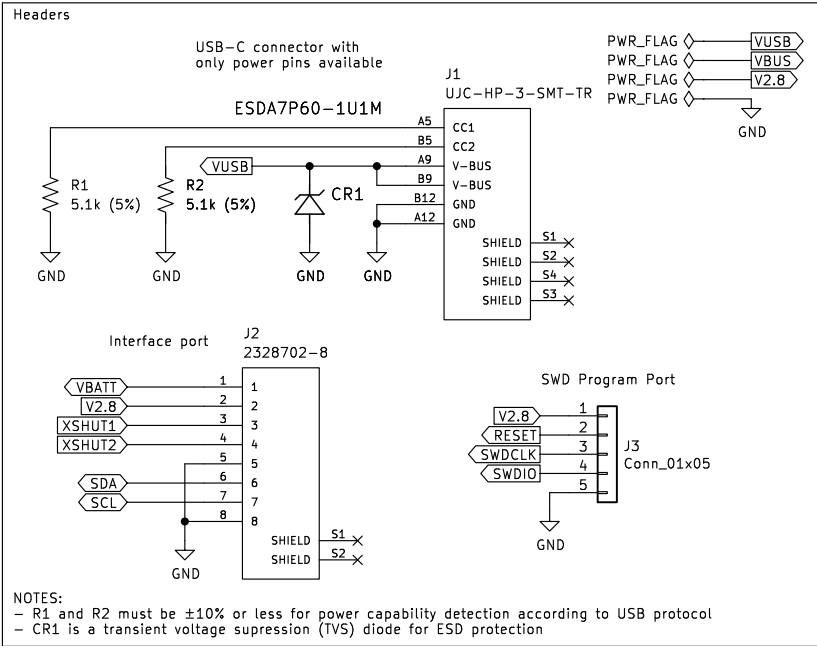 Headers
USB-C connector with
only power pins available
PWR_FLAG VUSB
PWR_FLAG VBUS
PWR_FLAG V2.8
PWR_FLAG
GND
J1
UJC-HP-3-SMT-TR
ESDA7P60-1U1M
A5 CC1
B5 CC2
VUSB A9 V-BUS
B9 V-BUS
B12 GND
A12 GND
R1
5.1k (5%)
R2
5.1k (5%)
CR1
SHIELD S1
SHIELD S2
SHIELD S4
SHIELD S3
GND GND GND GND
Interface port
J2
2328702-8
VBATT 1 1
V2.8 2 2
XSHUT1 3 3
XSHUT2 4 4
5 5
SDA 6 6
SCL 7 7
8 8
SHIELD S1
SHIELD S2
GND
SWD Program Port
V2.8 1
RESET 2
SWDCLK 3
SWDIO 4
5
J3
Conn_01x05
GND
NOTES:
– R1 and R2 must be ±10% or less for power capability detection according to USB protocol
– CR1 is a transient voltage supression (TVS) diode for ESD protection